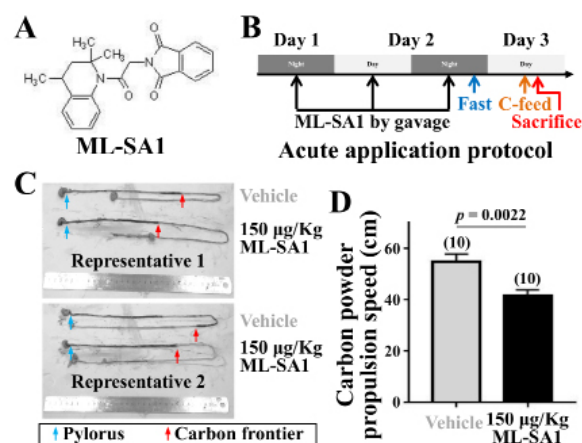 A
O
N
O
N
O
ML-SA1
B
Day 1
Day 2
Day 3
Night
Day
Night
Day
ML-SA1 by gavage
Fast
C-feed
Sacrifice
Acute application protocol
C
Vehicle
150 µg/Kg
ML-SA1
Representative 1
Vehicle
150 µg/Kg
ML-SA1
Representative 2
Pylorus
Carbon frontier
D
Carbon powder
propulsion speed (cm)
p = 0.0022
(10)
(10)
60
40
20
0
Vehicle
150 µg/Kg
ML-SA1